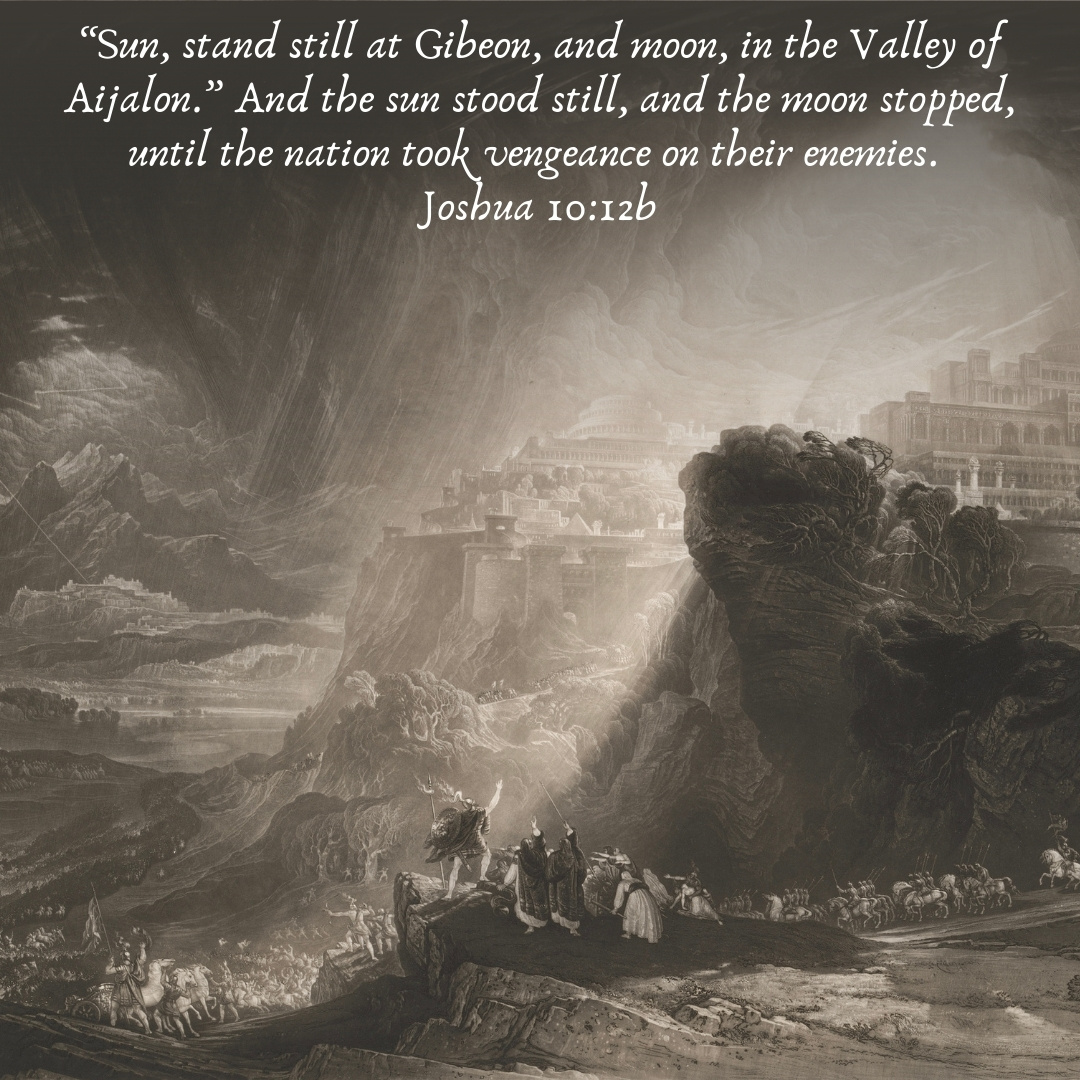 “Sun, stand still at Gibeon, and moon, in the Valley of
Aijalon.” And the sun stood still, and the moon stopped,
until the nation took vengeance on their enemies.
Joshua 10:12b